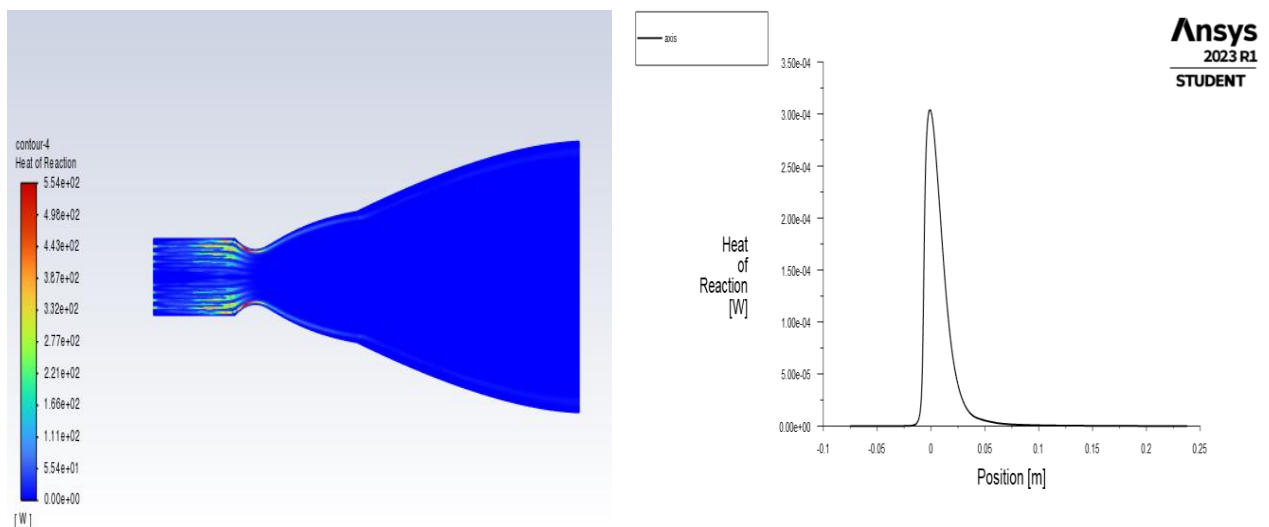 contour-4
Heat of Reaction
5.54e+02
4.98e+02
4.43e+02
3.87e+02
3.32e+02
2.77e+02
2.21e+02
1.66e+02
1.11e+02
5.54e+01
0.00e+00
[ W ]
axis
Ansys
2023 R1
STUDENT
3.50e-04
3.00e-04
2.50e-04
2.00e-04
1.50e-04
1.00e-04
5.00e-05
0.00e+00
Heat
of
Reaction
[W]
-0.1 -0.05 0 0.05 0.1 0.15 0.2 0.25
Position [m]